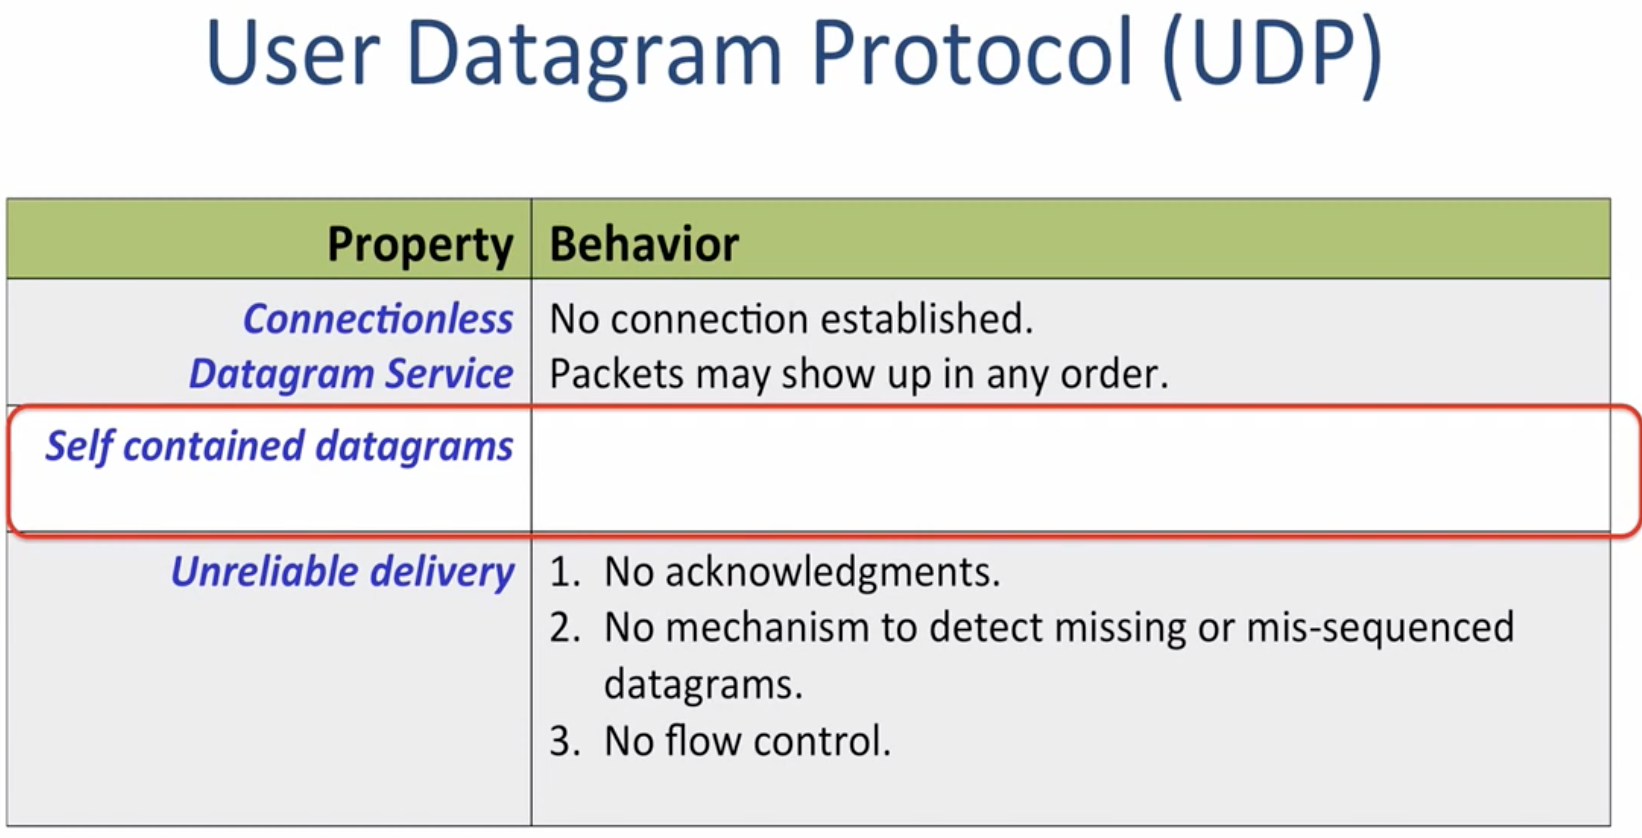 User Datagram Protocol (UDP)
Property Behavior
Connectionless No connection established.
Datagram Service Packets may show up in any order.
Self contained datagrams
Unreliable delivery 1. No acknowledgments.
2. No mechanism to detect missing or mis-sequenced
datagrams.
3. No flow control.